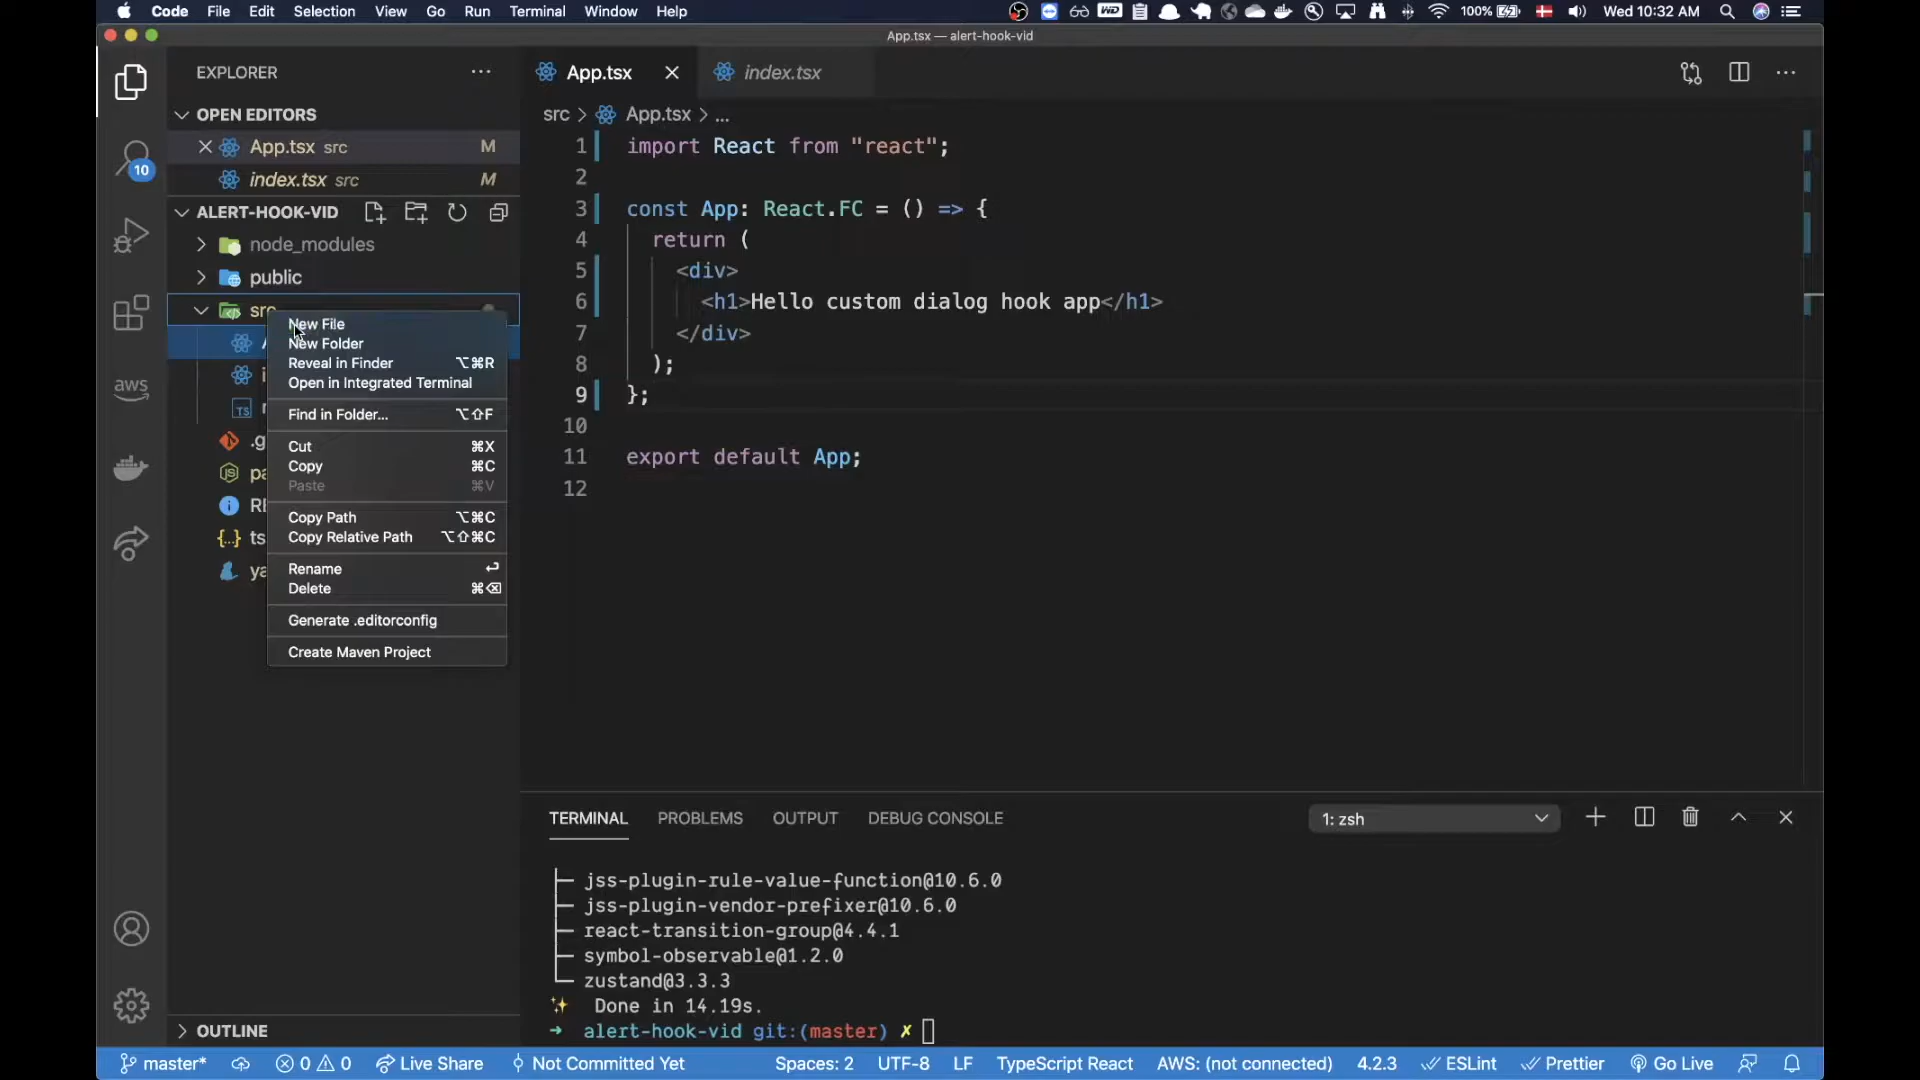 Code File Edit Selection View Go Run Terminal Window Help
WD 100% Wed 10:32 AM
App.tsx — alert-hook-vid
EXPLORER
10
aws
OPEN EDITORS
App.tsx src M
index.tsx src M
ALERT-HOOK-VID
node_modules
public
src
TS
.g
JS pa
{..} ts
ya
New File
New Folder
Reveal in Finder ⌥⌘R
Open in Integrated Terminal
Find in Folder... ⌥⇧F
Cut ⌘X
Copy ⌘C
Paste ⌘V
Copy Path ⌥⌘C
Copy Relative Path ⌥⇧⌘C
Rename ↩
Delete ⌘⌫
Generate .editorconfig
Create Maven Project
OUTLINE
App.tsx
index.tsx
src > App.tsx > ...
1 import React from "react";
2
3 const App: React.FC = () => {
4 return (
5 <div>
6 <h1>Hello custom dialog hook app</h1>
7 </div>
8 );
9 };
10
11 export default App;
12
TERMINAL PROBLEMS OUTPUT DEBUG CONSOLE
1: zsh
├─ jss-plugin-rule-value-function@10.6.0
├─ jss-plugin-vendor-prefixer@10.6.0
├─ react-transition-group@4.4.1
├─ symbol-observable@1.2.0
└─ zustand@3.3.3
✨ Done in 14.19s.
➜ alert-hook-vid git:(master) ✗
master* 0 0 Live Share Not Committed Yet Spaces: 2 UTF-8 LF TypeScript React AWS: (not connected) 4.2.3 ESLint Prettier Go Live